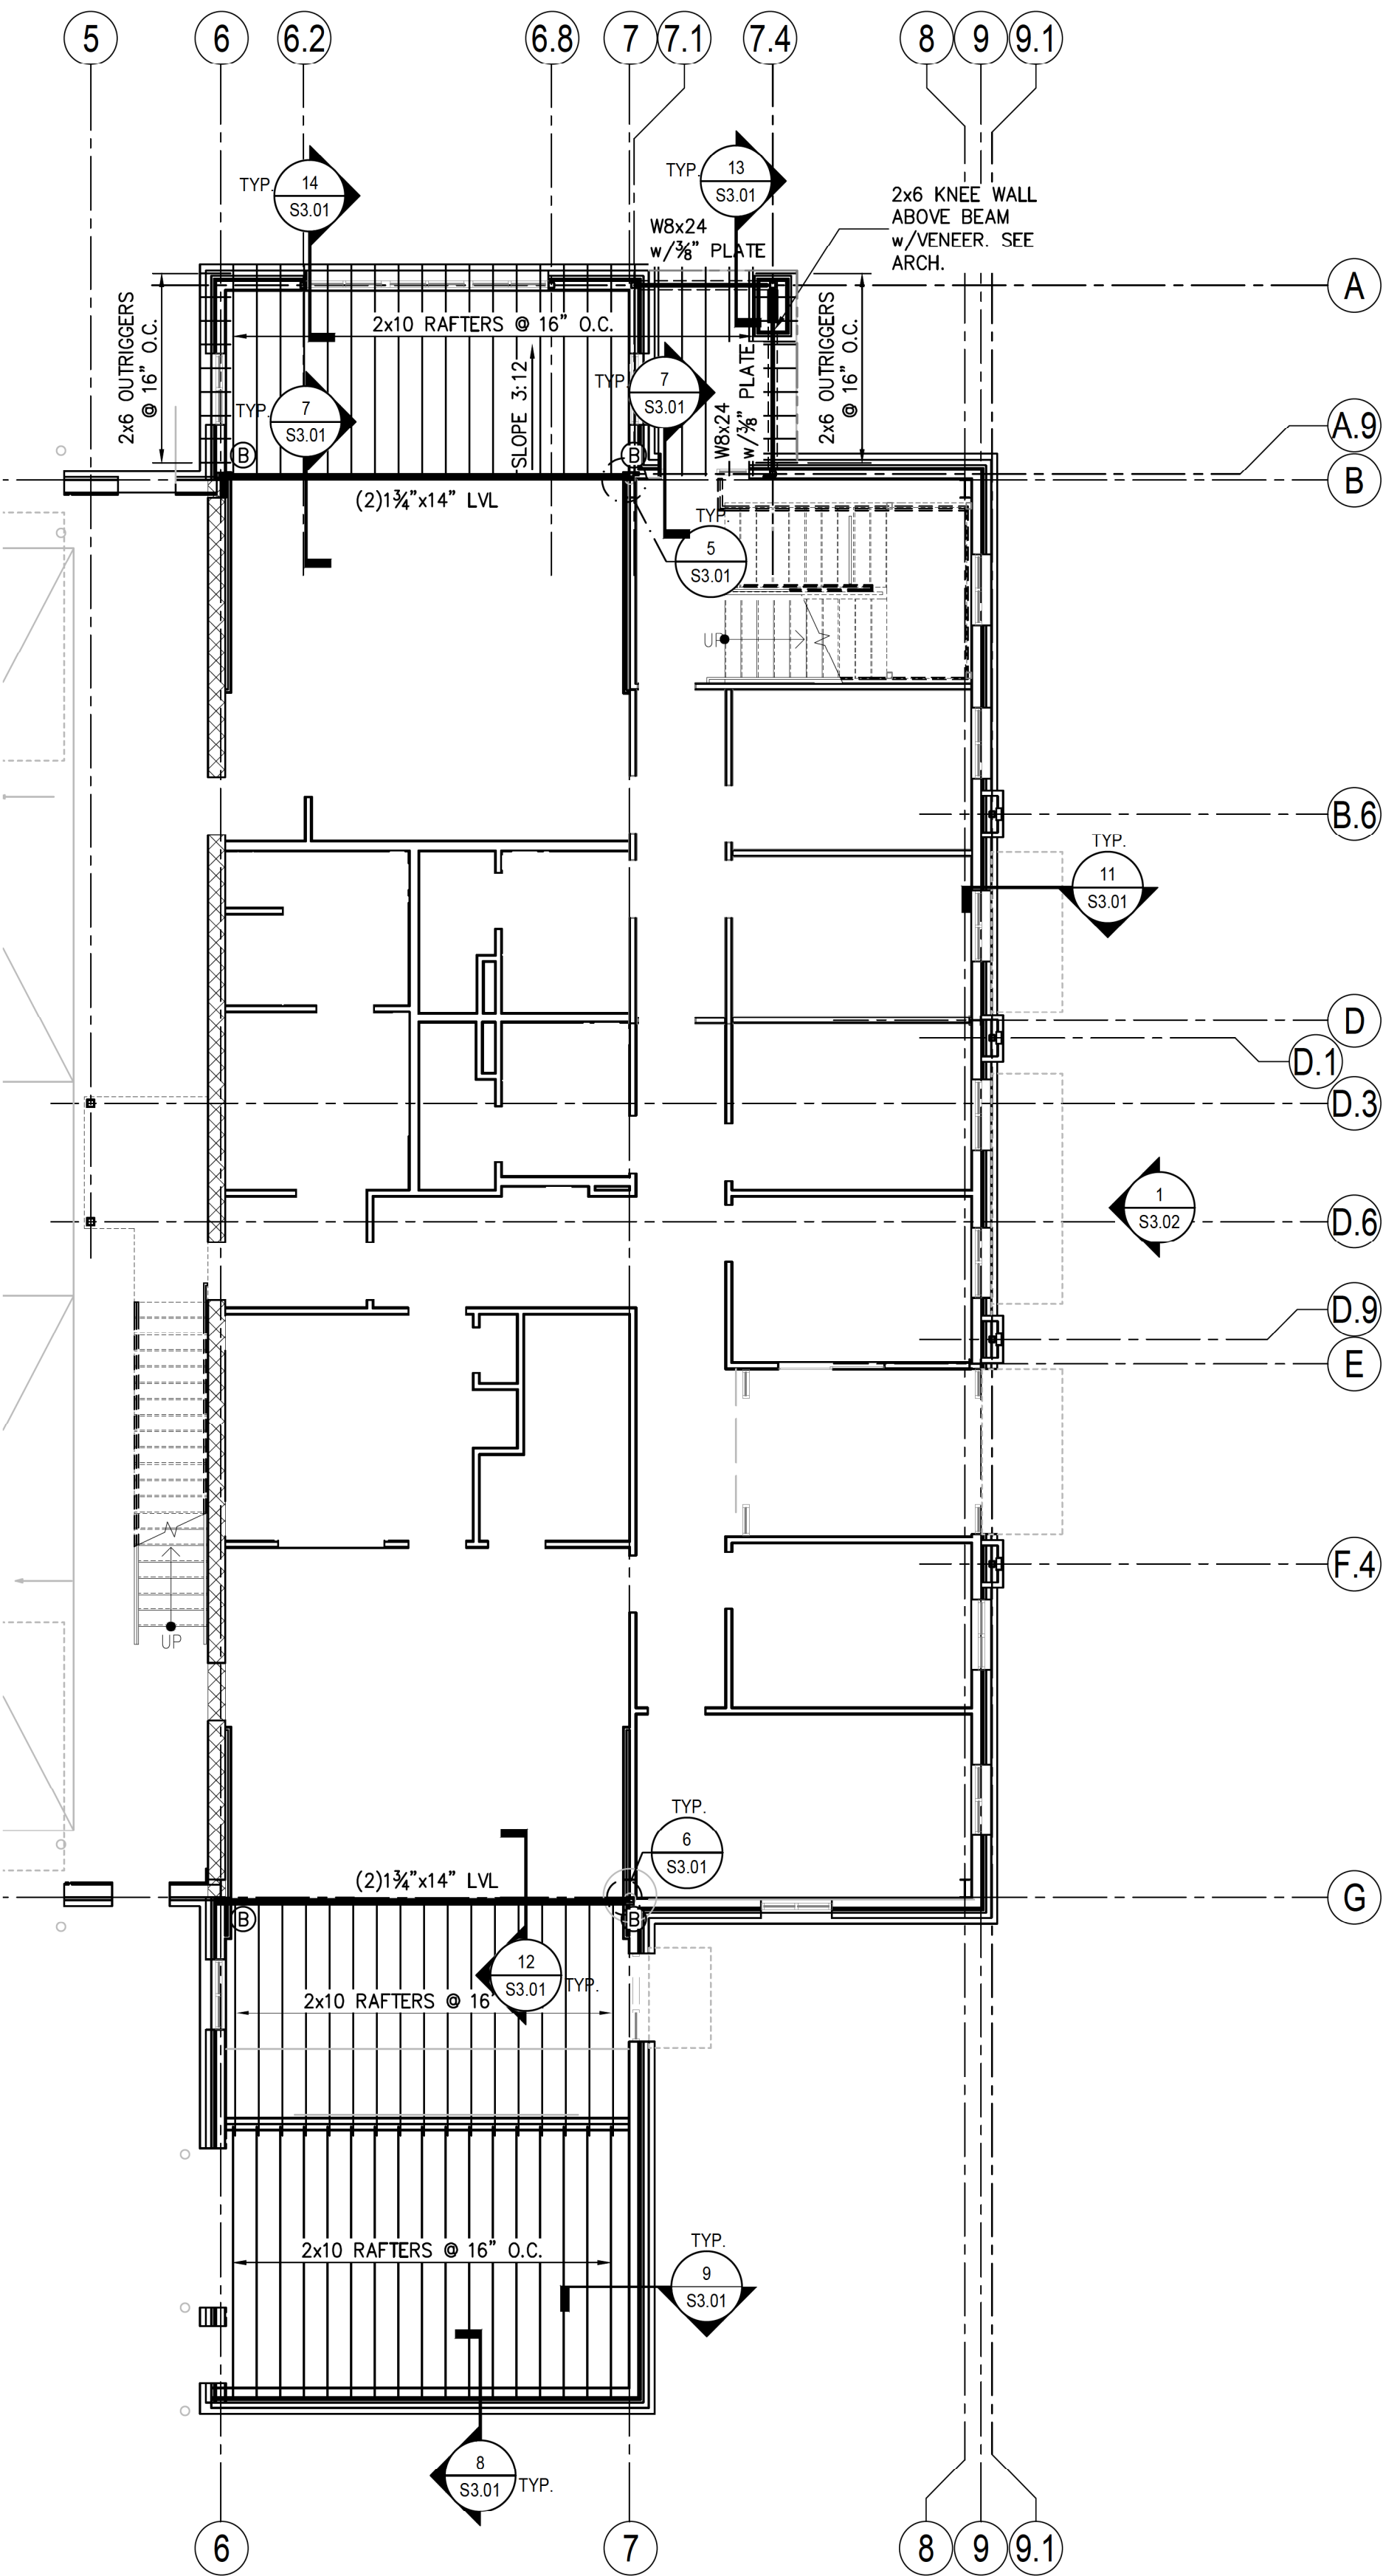 5
6
6.2
6.8
7
7.1
7.4
8
9
9.1
TYP.
14
S3.01
TYP.
13
S3.01
2x6 KNEE WALL
ABOVE BEAM
w/VENEER. SEE
ARCH.
W8x24
w/⅜" PLATE
A
2x6 OUTRIGGERS
@ 16" O.C.
2x10 RAFTERS @ 16" O.C.
SLOPE 3:12
TYP.
7
S3.01
TYP.
7
S3.01
W8x24
w/⅜" PLATE
2x6 OUTRIGGERS
@ 16" O.C.
A.9
B
B
B
(2)1¾"x14" LVL
TYP.
5
S3.01
UP
B.6
TYP.
11
S3.01
D
D.1
D.3
1
S3.02
D.6
D.9
E
F.4
UP
TYP.
6
S3.01
(2)1¾"x14" LVL
G
B
B
12
S3.01
TYP.
2x10 RAFTERS @ 16"
2x10 RAFTERS @ 16" O.C.
TYP.
9
S3.01
8
S3.01
TYP.
6
7
8
9
9.1